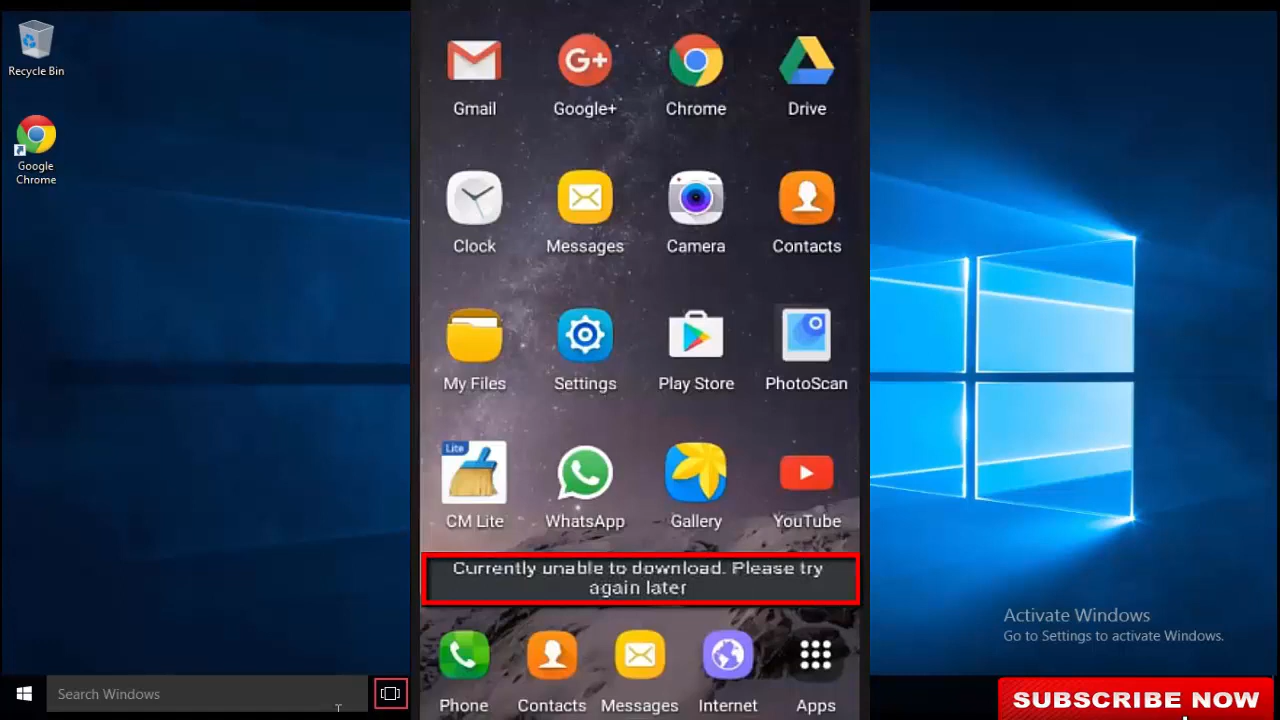 Recycle Bin
Google
Chrome
Gmail
Google+
Chrome
Drive
Clock
Messages
Camera
Contacts
My Files
Settings
Play Store
PhotoScan
Lite
CM Lite
WhatsApp
Gallery
YouTube
Currently unable to download. Please try
again later
Phone
Contacts
Messages
Internet
Apps
Activate Windows
Go to Settings to activate Windows.
Search Windows
SUBSCRIBE NOW